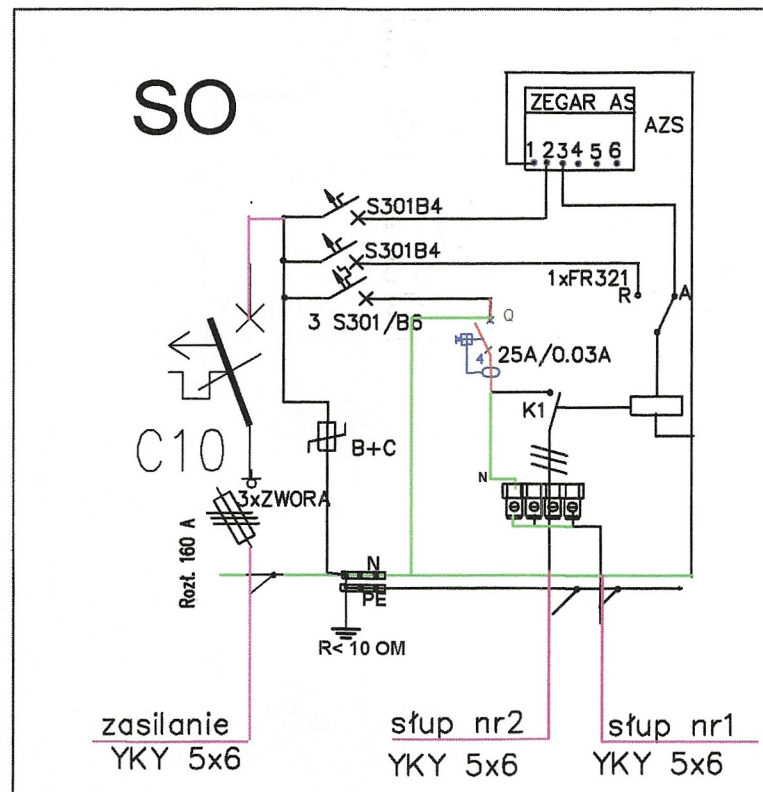 SO
ZEGAR AS
AZS
1 2 3 4 5 6
S301B4
S301B4
1xFR321
R
A
3 S301/B6
Q
4
25A/0.03A
K1
C10
B+C
N
3xZWORA
Rozł. 160 A
N
PE
R< 10 OM
zasilanie
YKY 5x6
słup nr2
YKY 5x6
słup nr1
YKY 5x6